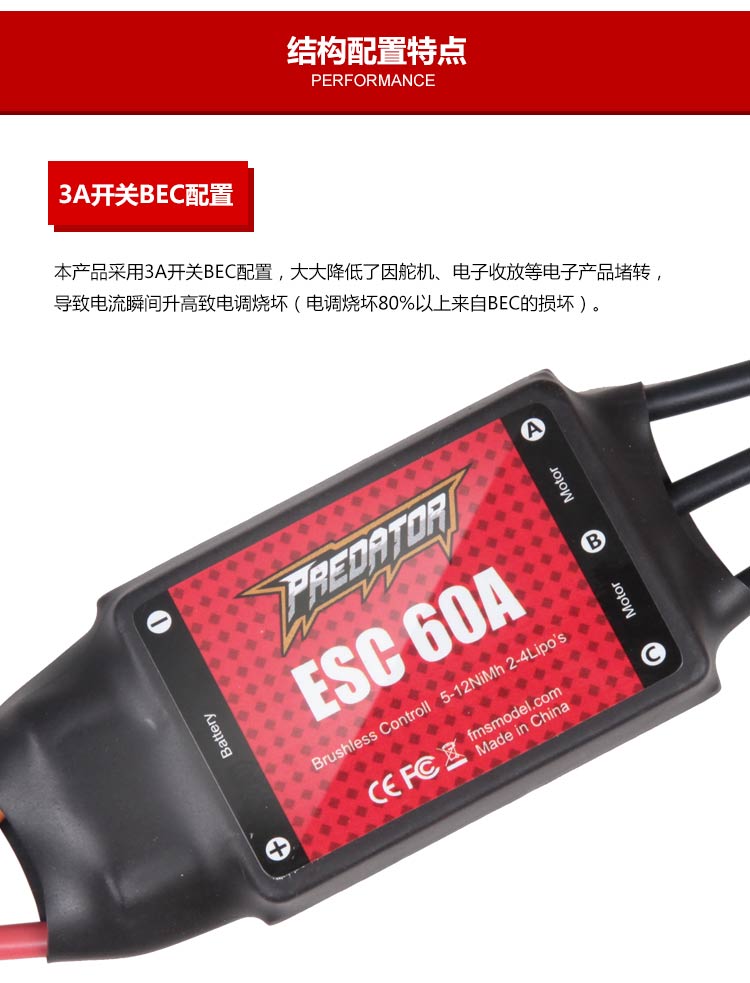 结构配置特点
PERFORMANCE
3A开关BEC配置
本产品采用3A开关BEC配置，大大降低了因舵机、电子收放等电子产品堵转，
导致电流瞬间升高致电调烧坏（电调烧坏80%以上来自BEC的损坏）。
A
Motor
B
Motor
C
PREDATOR
ESC 60A
Brushless Controll 5-12NiMh 2-4Lipo's
CE FC
fmsmodel.com
Made in China
Battery